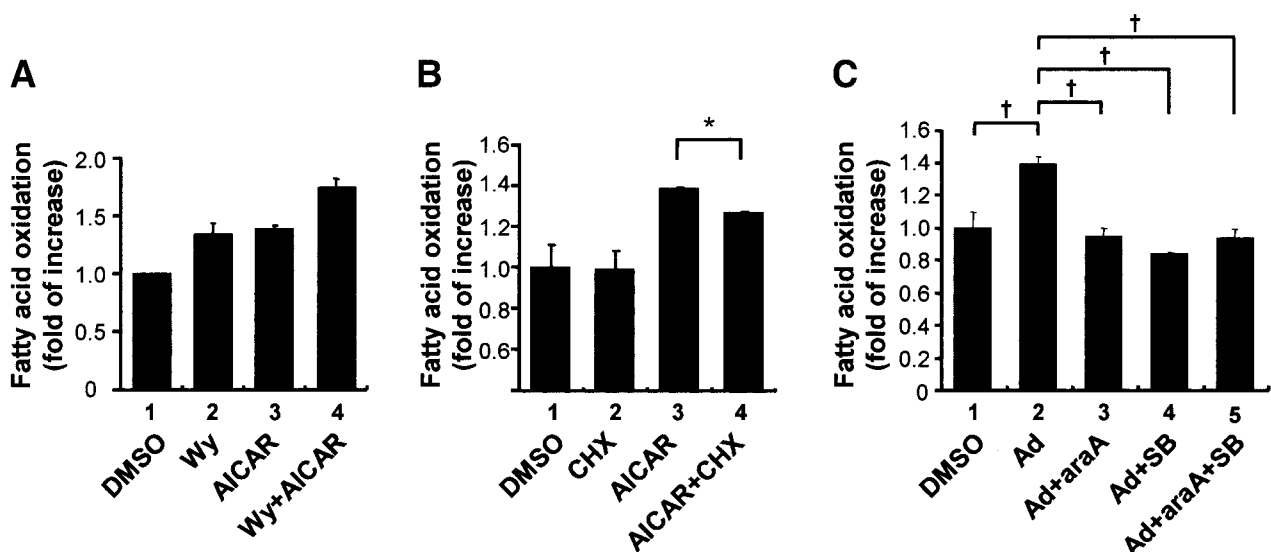 A
Fatty acid oxidation
(fold of increase)
2.0
1.5
1.0
0.5
0
1 2 3 4
DMSO
Wy
AICAR
Wy+AICAR
B
Fatty acid oxidation
(fold of increase)
1.6
1.4
1.2
1.0
0.8
0.6
*
1 2 3 4
DMSO
CHX
AICAR
AICAR+CHX
C
Fatty acid oxidation
(fold of increase)
1.6
1.4
1.2
1.0
0.8
0.6
0.4
0.2
0
†
†
†
†
1 2 3 4 5
DMSO
Ad
Ad+araA
Ad+SB
Ad+araA+SB